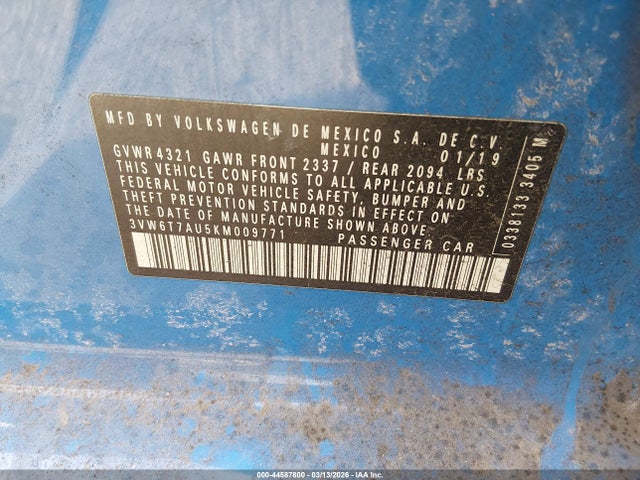 MFD BY VOLKSWAGEN DE MEXICO S.A. DE C.V.
MEXICO 01/19
GVWR 4321 GAWR FRONT 2337 / REAR 2094 LBS
THIS VEHICLE CONFORMS TO ALL APPLICABLE U.S.
FEDERAL MOTOR VEHICLE SAFETY, BUMPER AND
THEFT PREVENTION STANDARDS IN EFFECT ON
THE DATE OF MANUFACTURE SHOWN ABOVE.
3VW6T7AU5KM009771 PASSENGER CAR
0338133 3405 M
000-44587800 | 03/13/2026 | IAA Inc.